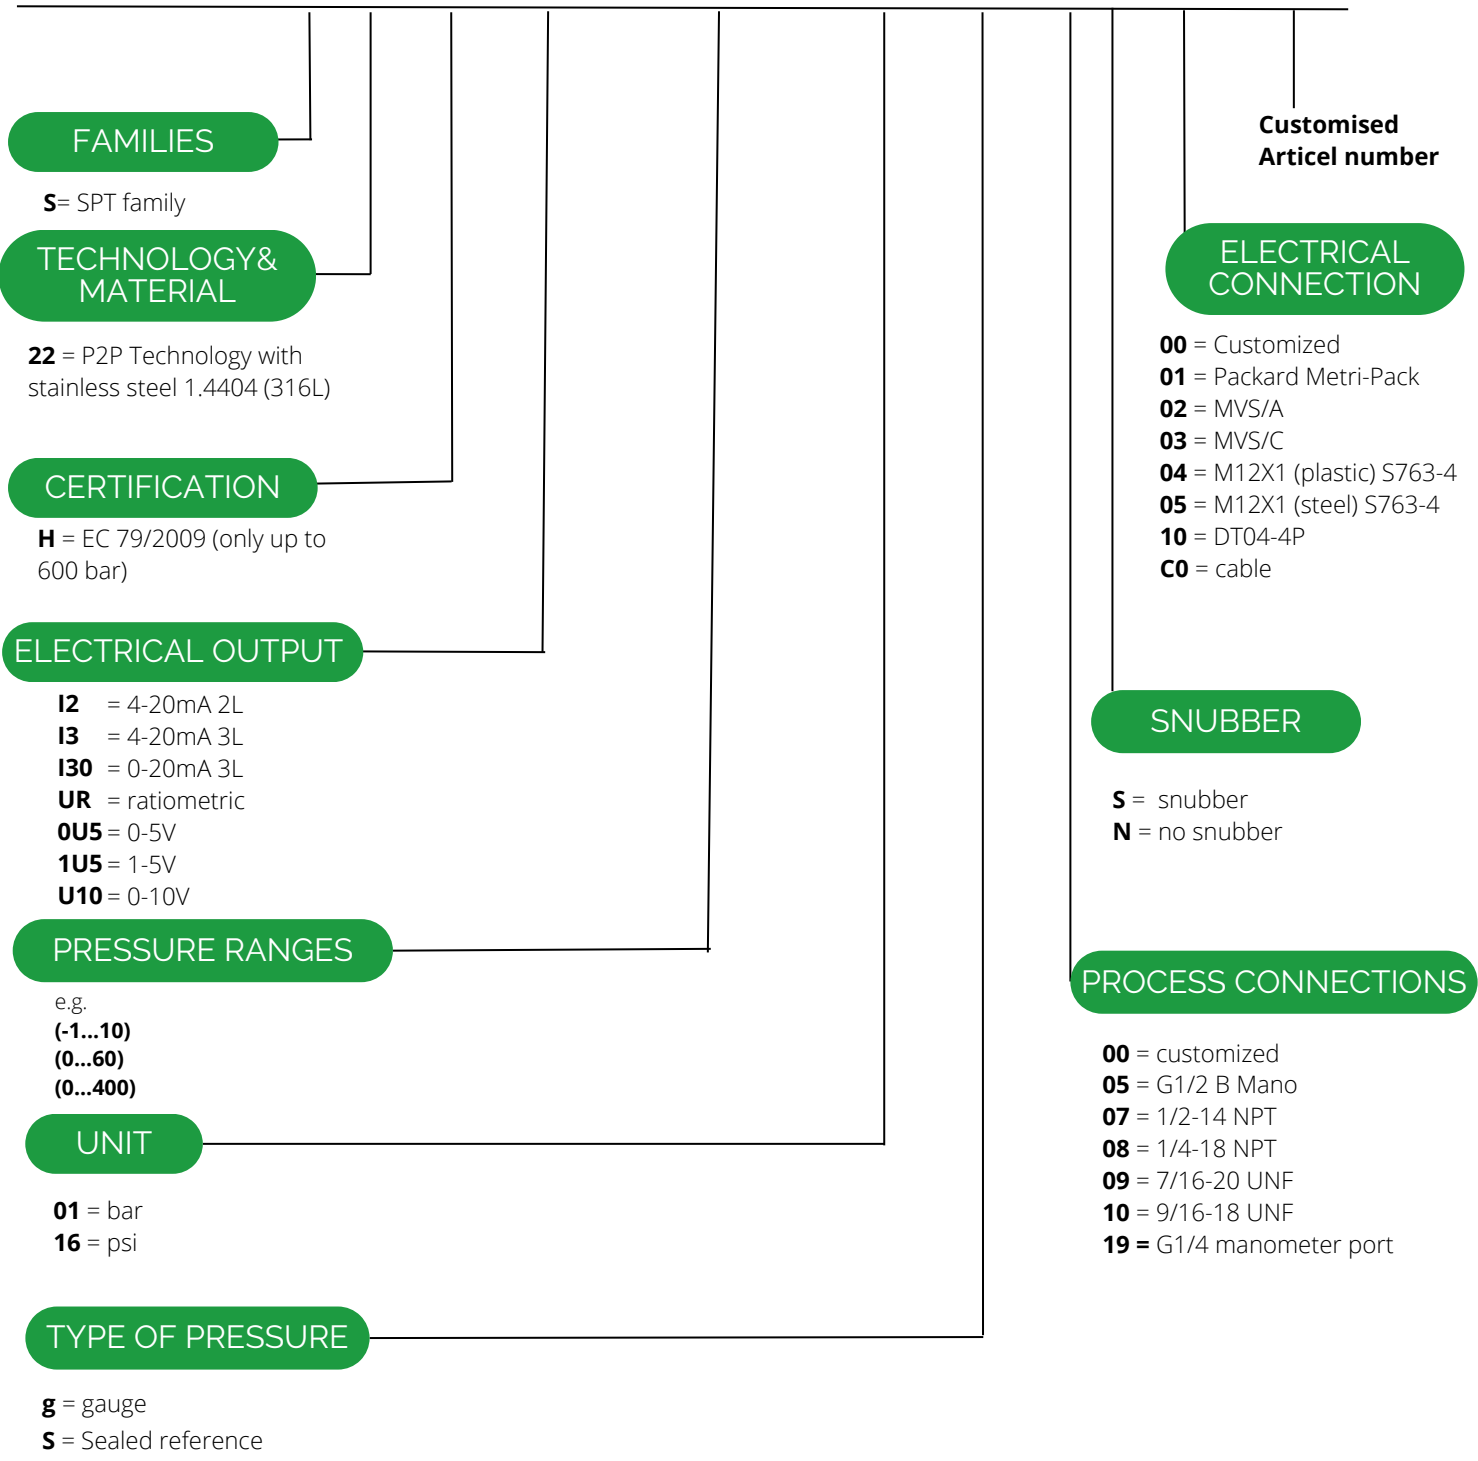 FAMILIES
S= SPT family
TECHNOLOGY&
MATERIAL
22 = P2P Technology with
stainless steel 1.4404 (316L)
CERTIFICATION
H = EC 79/2009 (only up to
600 bar)
ELECTRICAL OUTPUT
I2 = 4-20mA 2L
I3 = 4-20mA 3L
I30 = 0-20mA 3L
UR = ratiometric
0U5 = 0-5V
1U5 = 1-5V
U10 = 0-10V
PRESSURE RANGES
e.g.
(-1...10)
(0...60)
(0...400)
UNIT
01 = bar
16 = psi
TYPE OF PRESSURE
g = gauge
S = Sealed reference
Customised
Articel number
ELECTRICAL
CONNECTION
00 = Customized
01 = Packard Metri-Pack
02 = MVS/A
03 = MVS/C
04 = M12X1 (plastic) S763-4
05 = M12X1 (steel) S763-4
10 = DT04-4P
C0 = cable
SNUBBER
S = snubber
N = no snubber
PROCESS CONNECTIONS
00 = customized
05 = G1/2 B Mano
07 = 1/2-14 NPT
08 = 1/4-18 NPT
09 = 7/16-20 UNF
10 = 9/16-18 UNF
19 = G1/4 manometer port